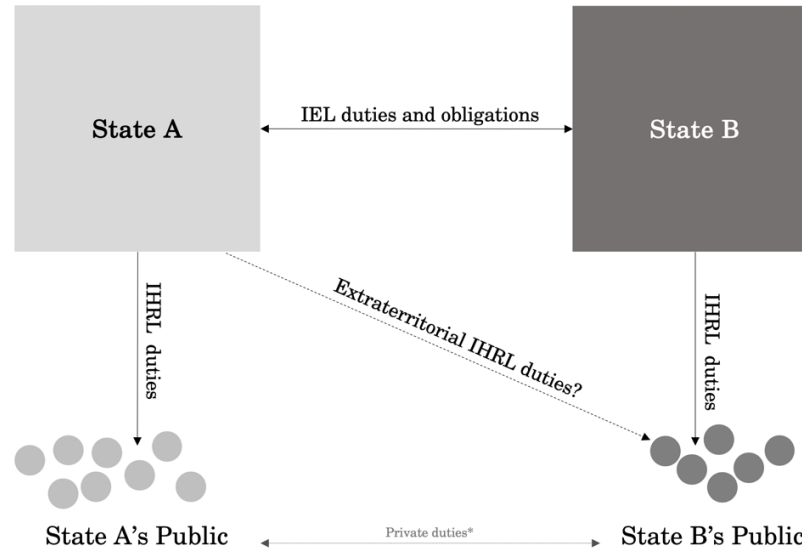 State A
IEL duties and obligations
State B
IHRL duties
Extraterritorial IHRL duties?
IHRL duties
State A's Public
Private duties*
State B's Public